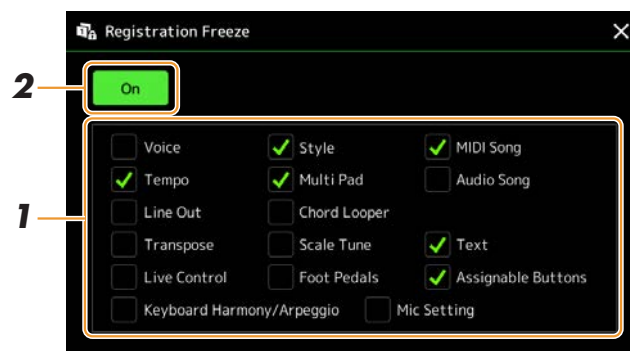 Registration Freeze
2
On
Voice Style MIDI Song
Tempo Multi Pad Audio Song
1
Line Out Chord Looper
Transpose Scale Tune Text
Live Control Foot Pedals Assignable Buttons
Keyboard Harmony/Arpeggio Mic Setting